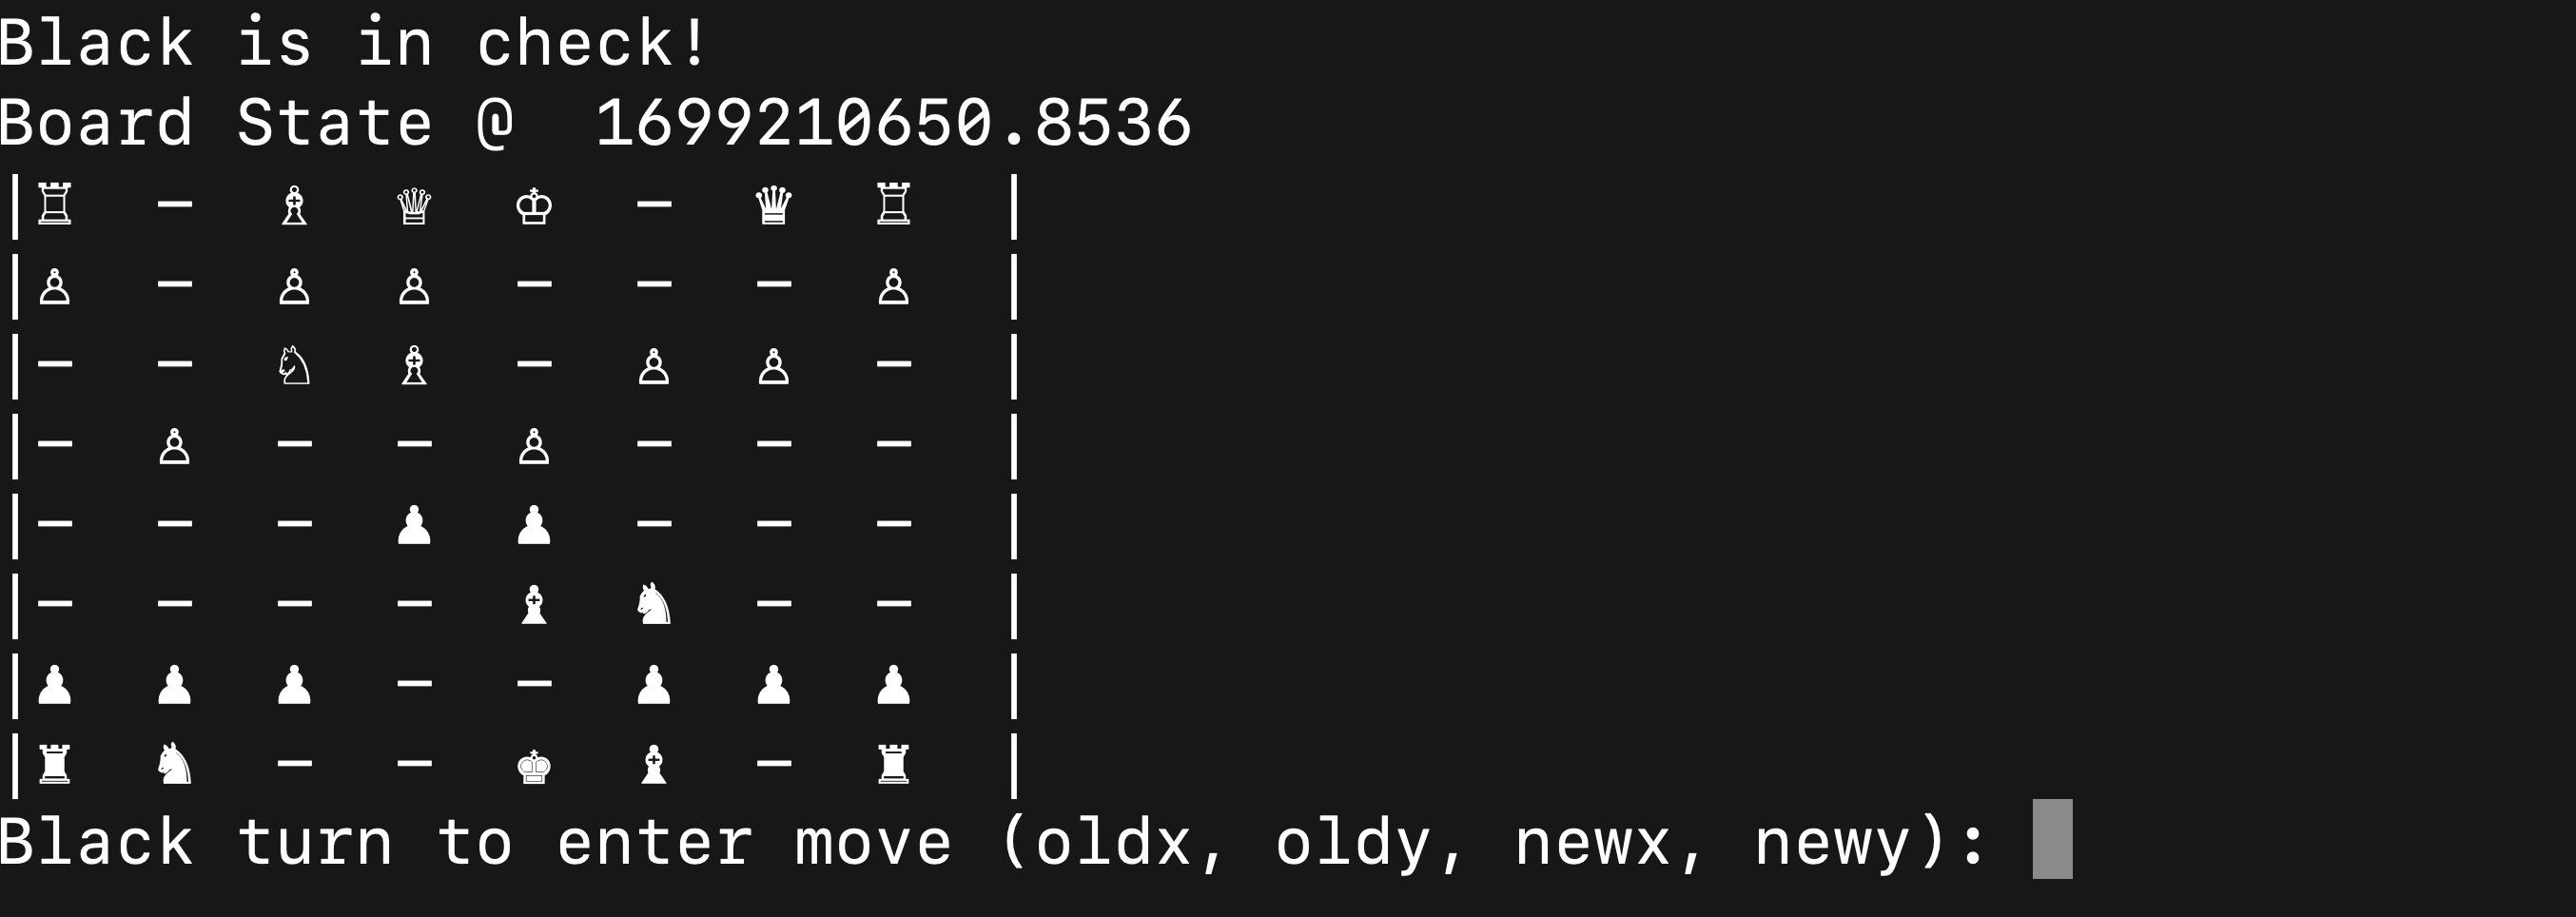 Black is in check!
Board State @  1699210650.8536
|♖  –  ♗  ♕  ♔  –  ♛  ♖  |
|♙  –  ♙  ♙  –  –  –  ♙  |
|–  –  ♘  ♗  –  ♙  ♙  –  |
|–  ♙  –  –  ♙  –  –  –  |
|–  –  –  ♟  ♟  –  –  –  |
|–  –  –  –  ♝  ♞  –  –  |
|♟  ♟  ♟  –  –  ♟  ♟  ♟  |
|♜  ♞  –  –  ♚  ♝  –  ♜  |
Black turn to enter move (oldx, oldy, newx, newy):